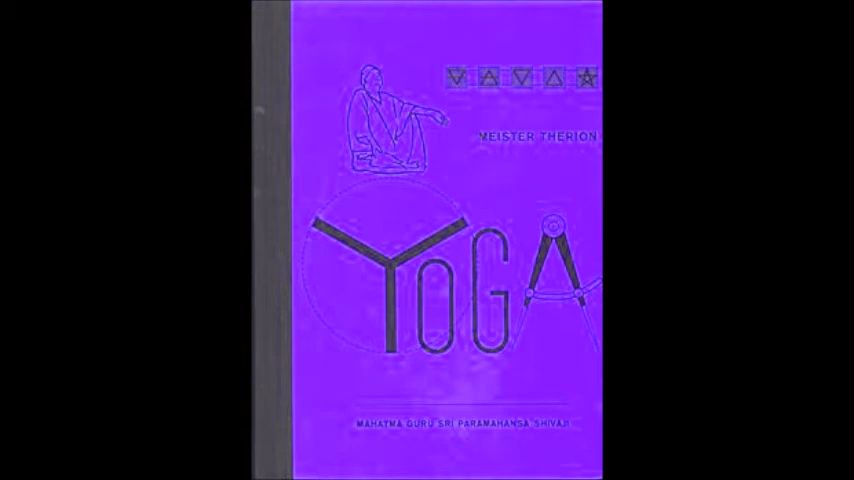 MEISTER THERION
YOGA
MAHATMA GURU SRI PARAMAHANSA SHIVAJI